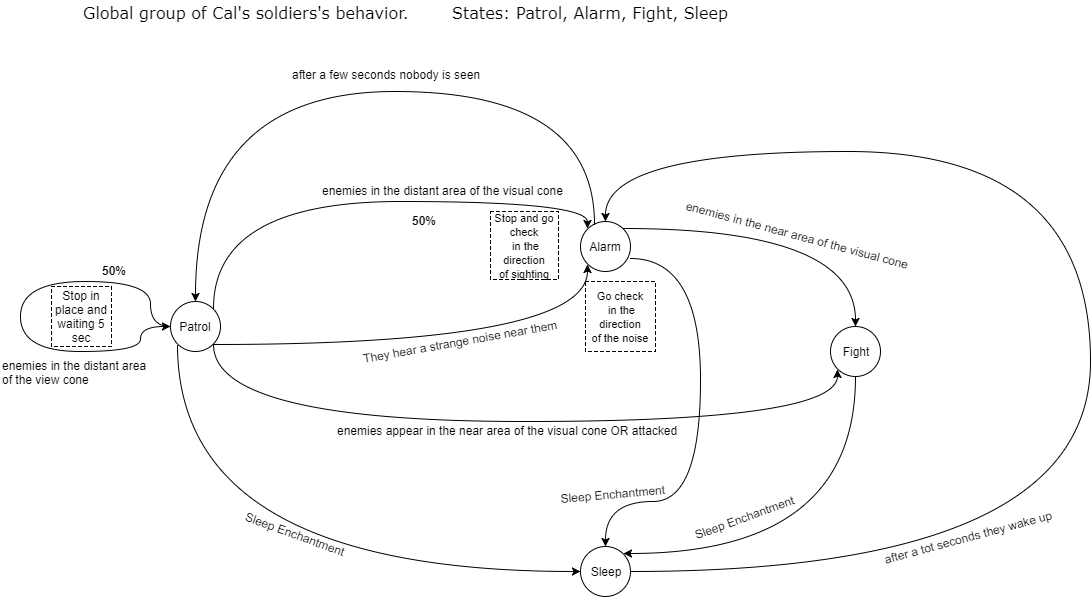 Global group of Cal's soldiers's behavior.
States: Patrol, Alarm, Fight, Sleep
after a few seconds nobody is seen
enemies in the distant area of the visual cone
50%
Stop and go
check
in the
direction
of sighting
Alarm
enemies in the near area of the visual cone
50%
Stop in
place and
waiting 5
sec
Patrol
Go check
in the
direction
of the noise
They hear a strange noise near them
Fight
enemies in the distant area
of the view cone
enemies appear in the near area of the visual cone OR attacked
Sleep Enchantment
Sleep Enchantment
Sleep Enchantment
after a tot seconds they wake up
Sleep